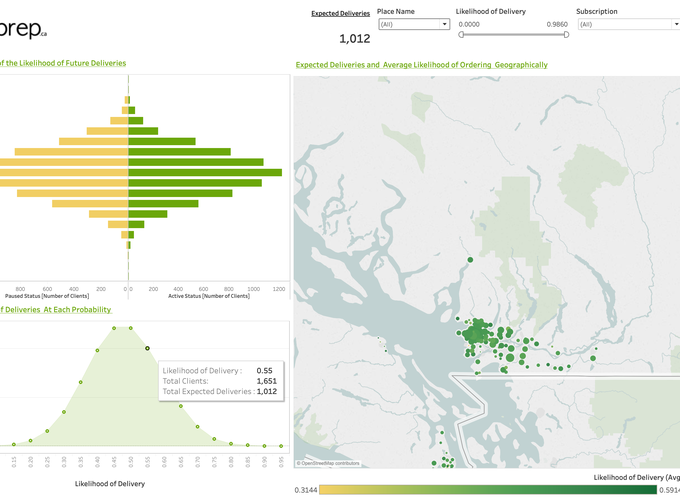 Expected Deliveries
Place Name
Likelihood of Delivery
Subscription
(All)
0.0000
0.9860
(All)
prep.ca
1,012
of the Likelihood of Future Deliveries
Expected Deliveries and Average Likelihood of Ordering Geographically
800 600 400 200 0
0 200 400 600 800 1000 1200
Paused Status [Number of Clients]
Active Status [Number of Clients]
of Deliveries At Each Probability
Likelihood of Delivery : 0.55
Total Clients: 1,651
Total Expected Deliveries : 1,012
0.15 0.20 0.25 0.30 0.35 0.40 0.45 0.50 0.55 0.60 0.65 0.70 0.75 0.80 0.85 0.90 0.95
Likelihood of Delivery
© OpenStreetMap contributors
Likelihood of Delivery (Avg
0.3144
0.5914